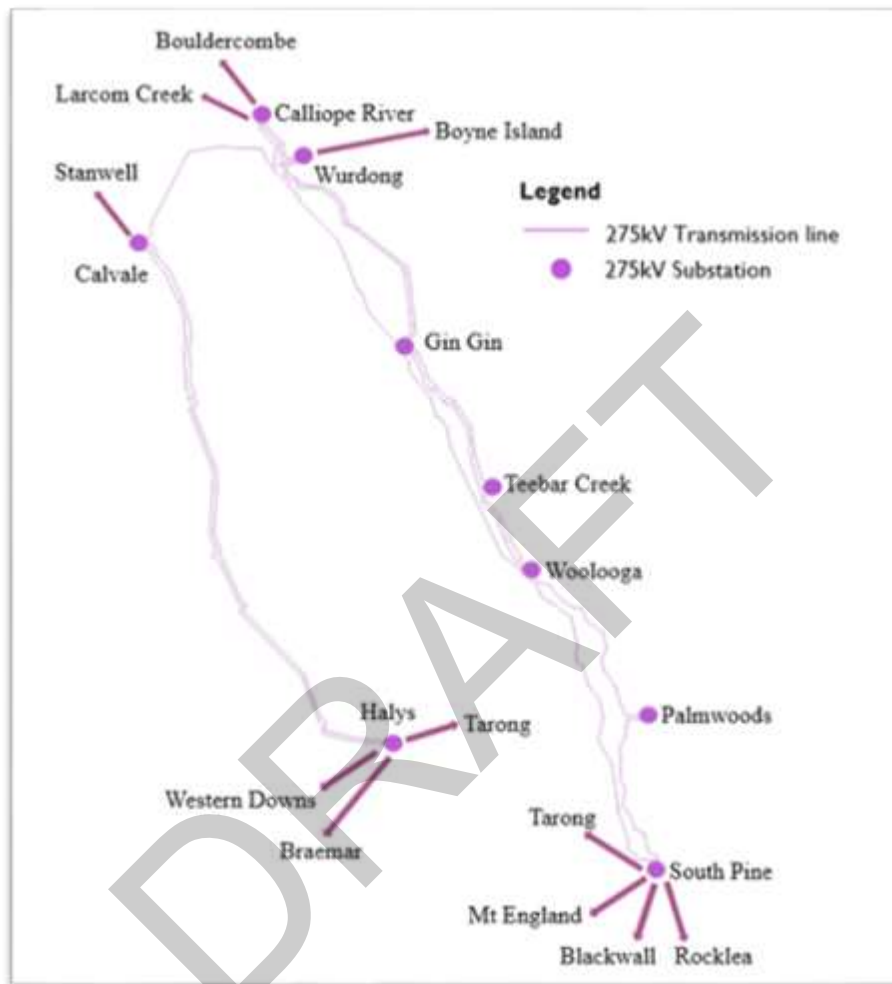 Bouldercombe
Larcom Creek
Calliope River
Boyne Island
Stanwell
Wurdong
Legend
275kV Transmission line
275kV Substation
Calvale
Gin Gin
Teebar Creek
Woolooga
Halys
Tarong
Palmwoods
Western Downs
Braemar
Tarong
South Pine
Mt England
Blackwall
Rocklea
DRAFT